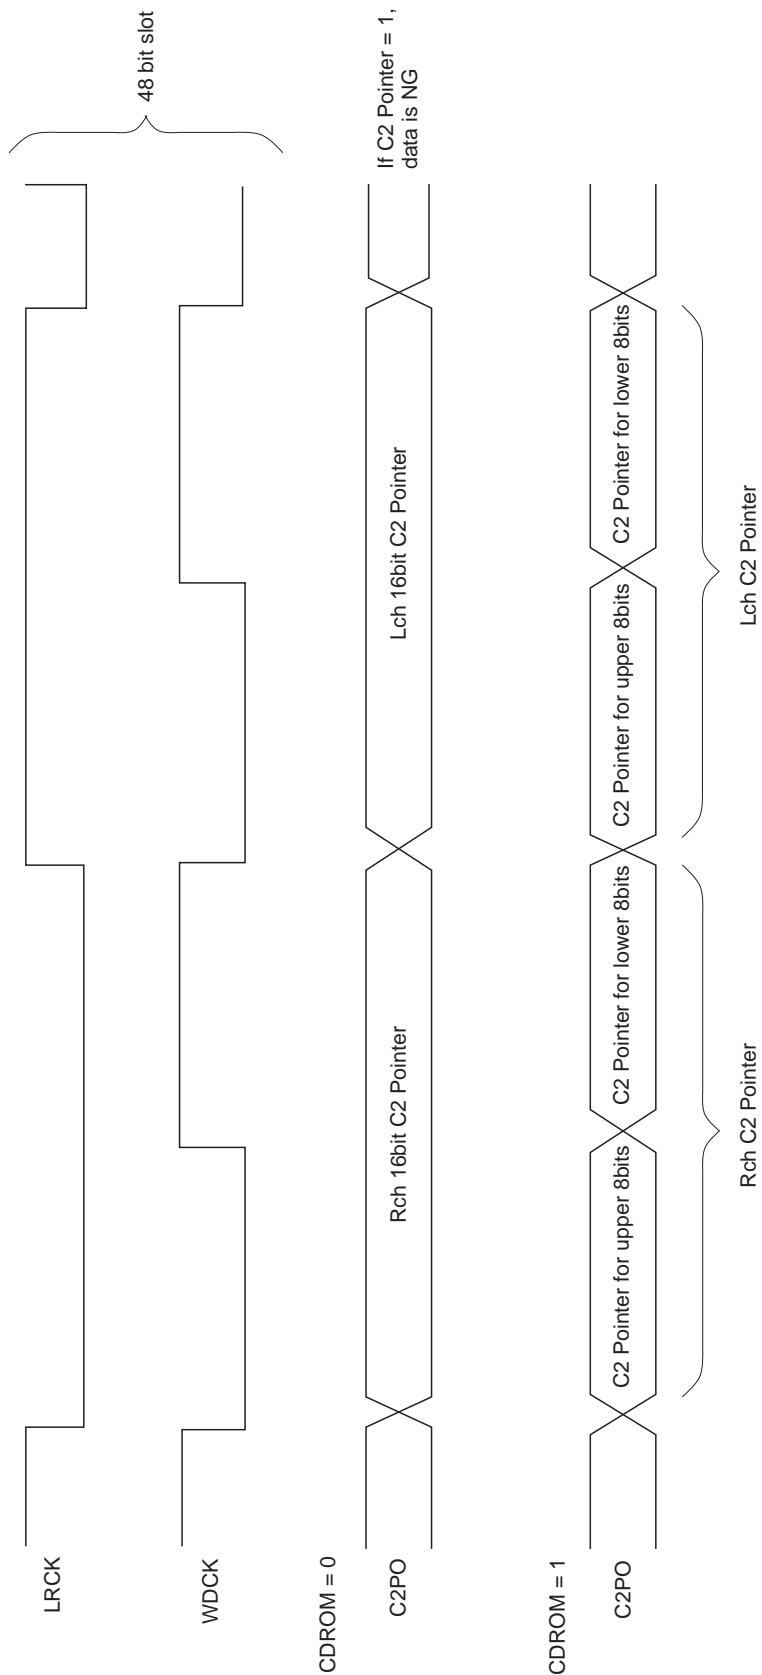 LRCK
48 bit slot
WDCK
CDROM = 0
C2PO
Rch 16bit C2 Pointer
Lch 16bit C2 Pointer
If C2 Pointer = 1,
data is NG
CDROM = 1
C2PO
C2 Pointer for upper 8bits
C2 Pointer for lower 8bits
C2 Pointer for upper 8bits
C2 Pointer for lower 8bits
Rch C2 Pointer
Lch C2 Pointer